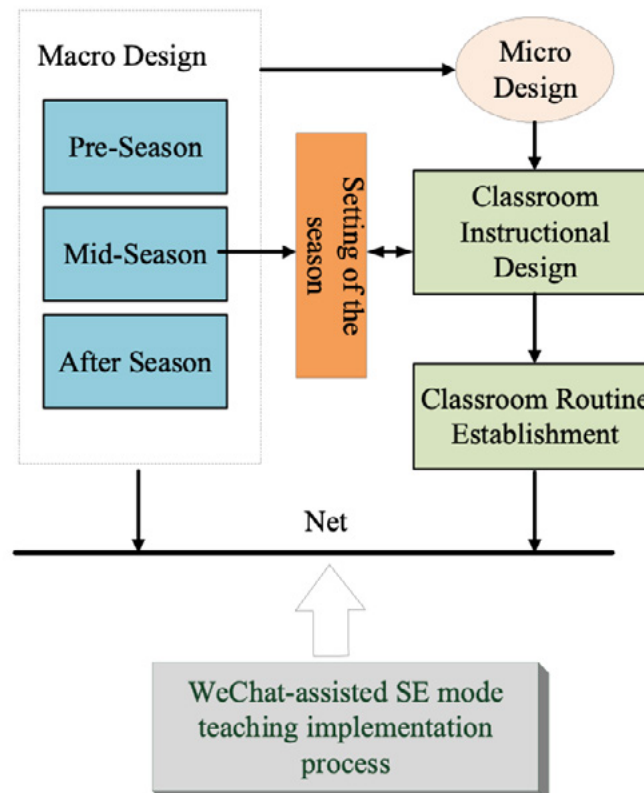 Macro Design
Pre-Season
Mid-Season
After Season
Setting of the
season
Micro
Design
Classroom
Instructional
Design
Classroom Routine
Establishment
Net
WeChat-assisted SE mode
teaching implementation
process